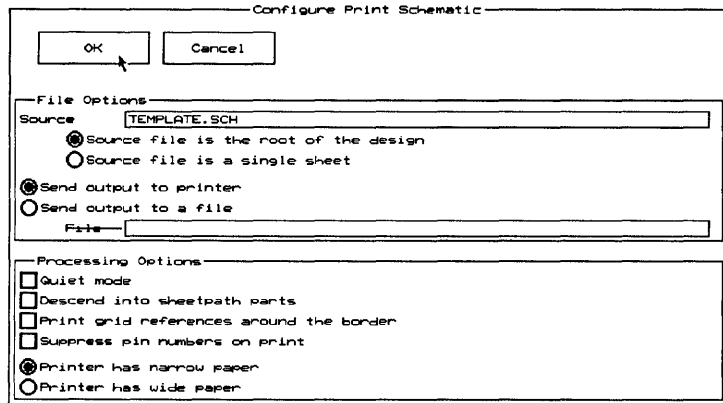 Configure Print Schematic
OK
Cancel
File Options
Source TEMPLATE.SCH
Source file is the root of the design
Source file is a single sheet
Send output to printer
Send output to a file
File
Processing Options
Quiet mode
Descend into sheetpath parts
Print grid references around the border
Suppress pin numbers on print
Printer has narrow paper
Printer has wide paper